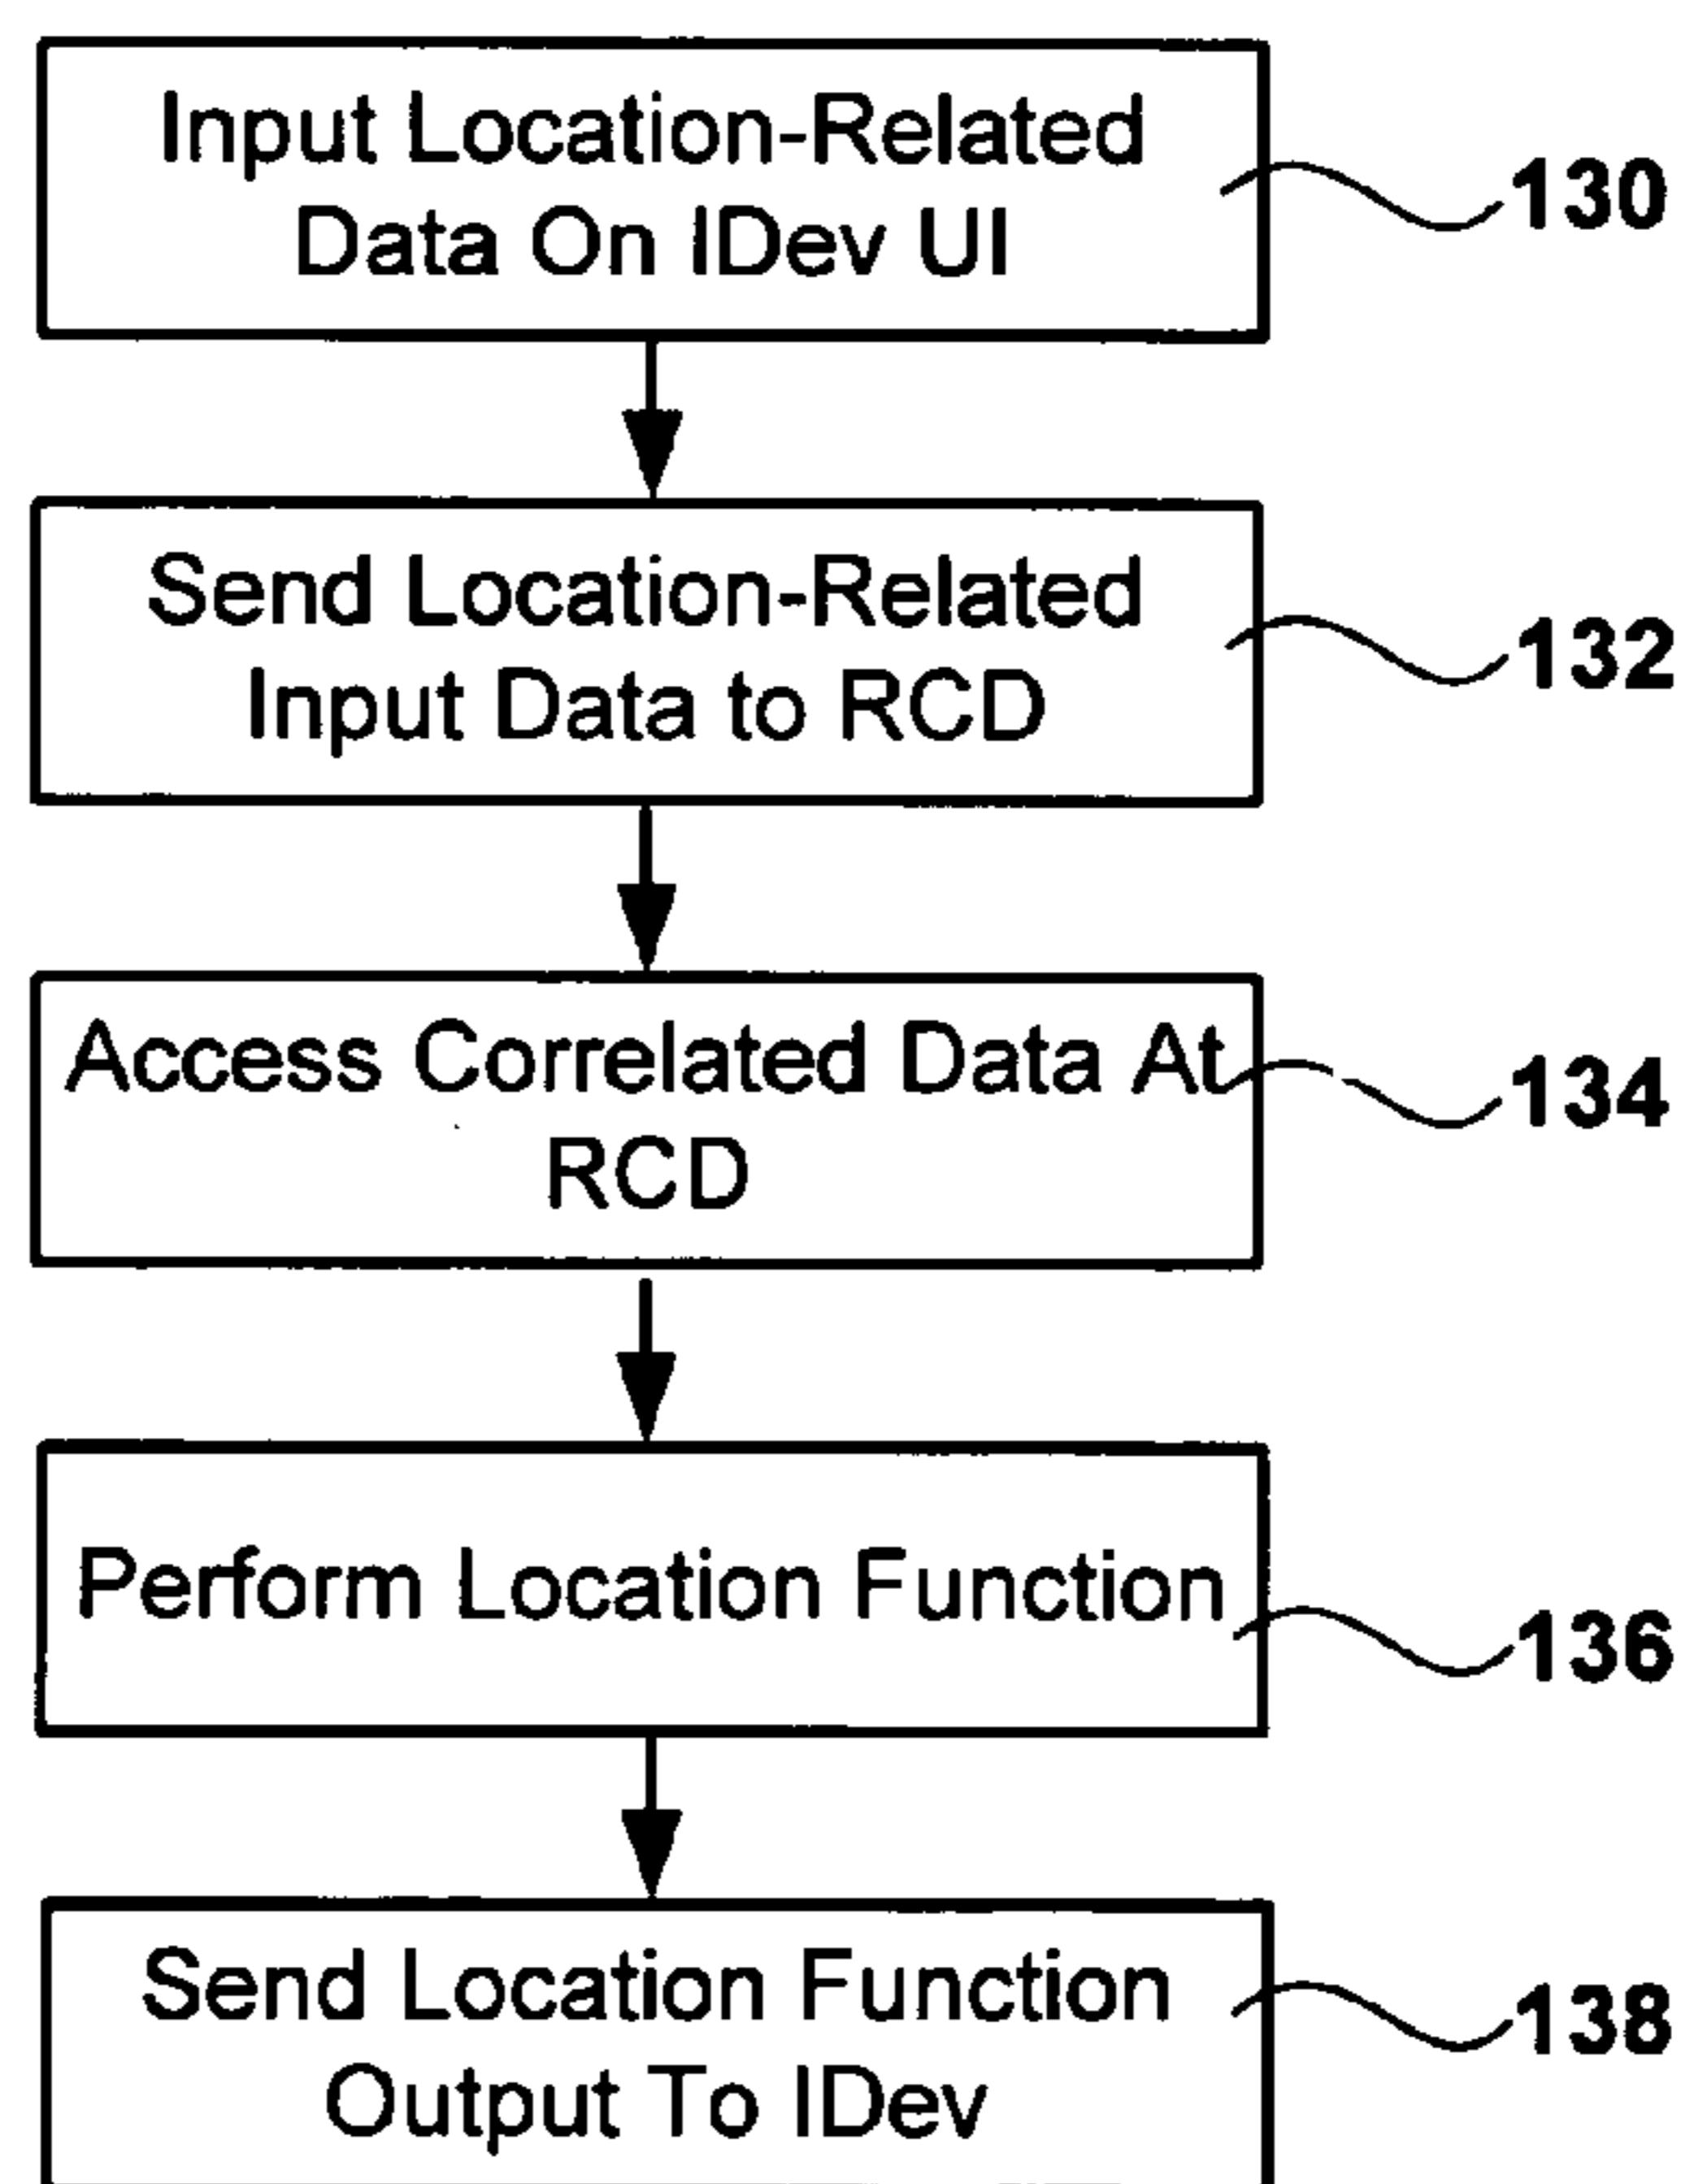 Input Location-Related
Data On IDev UI
130
Send Location-Related
Input Data to RCD
132
Access Correlated Data At
RCD
134
Perform Location Function
136
Send Location Function
Output To IDev
138